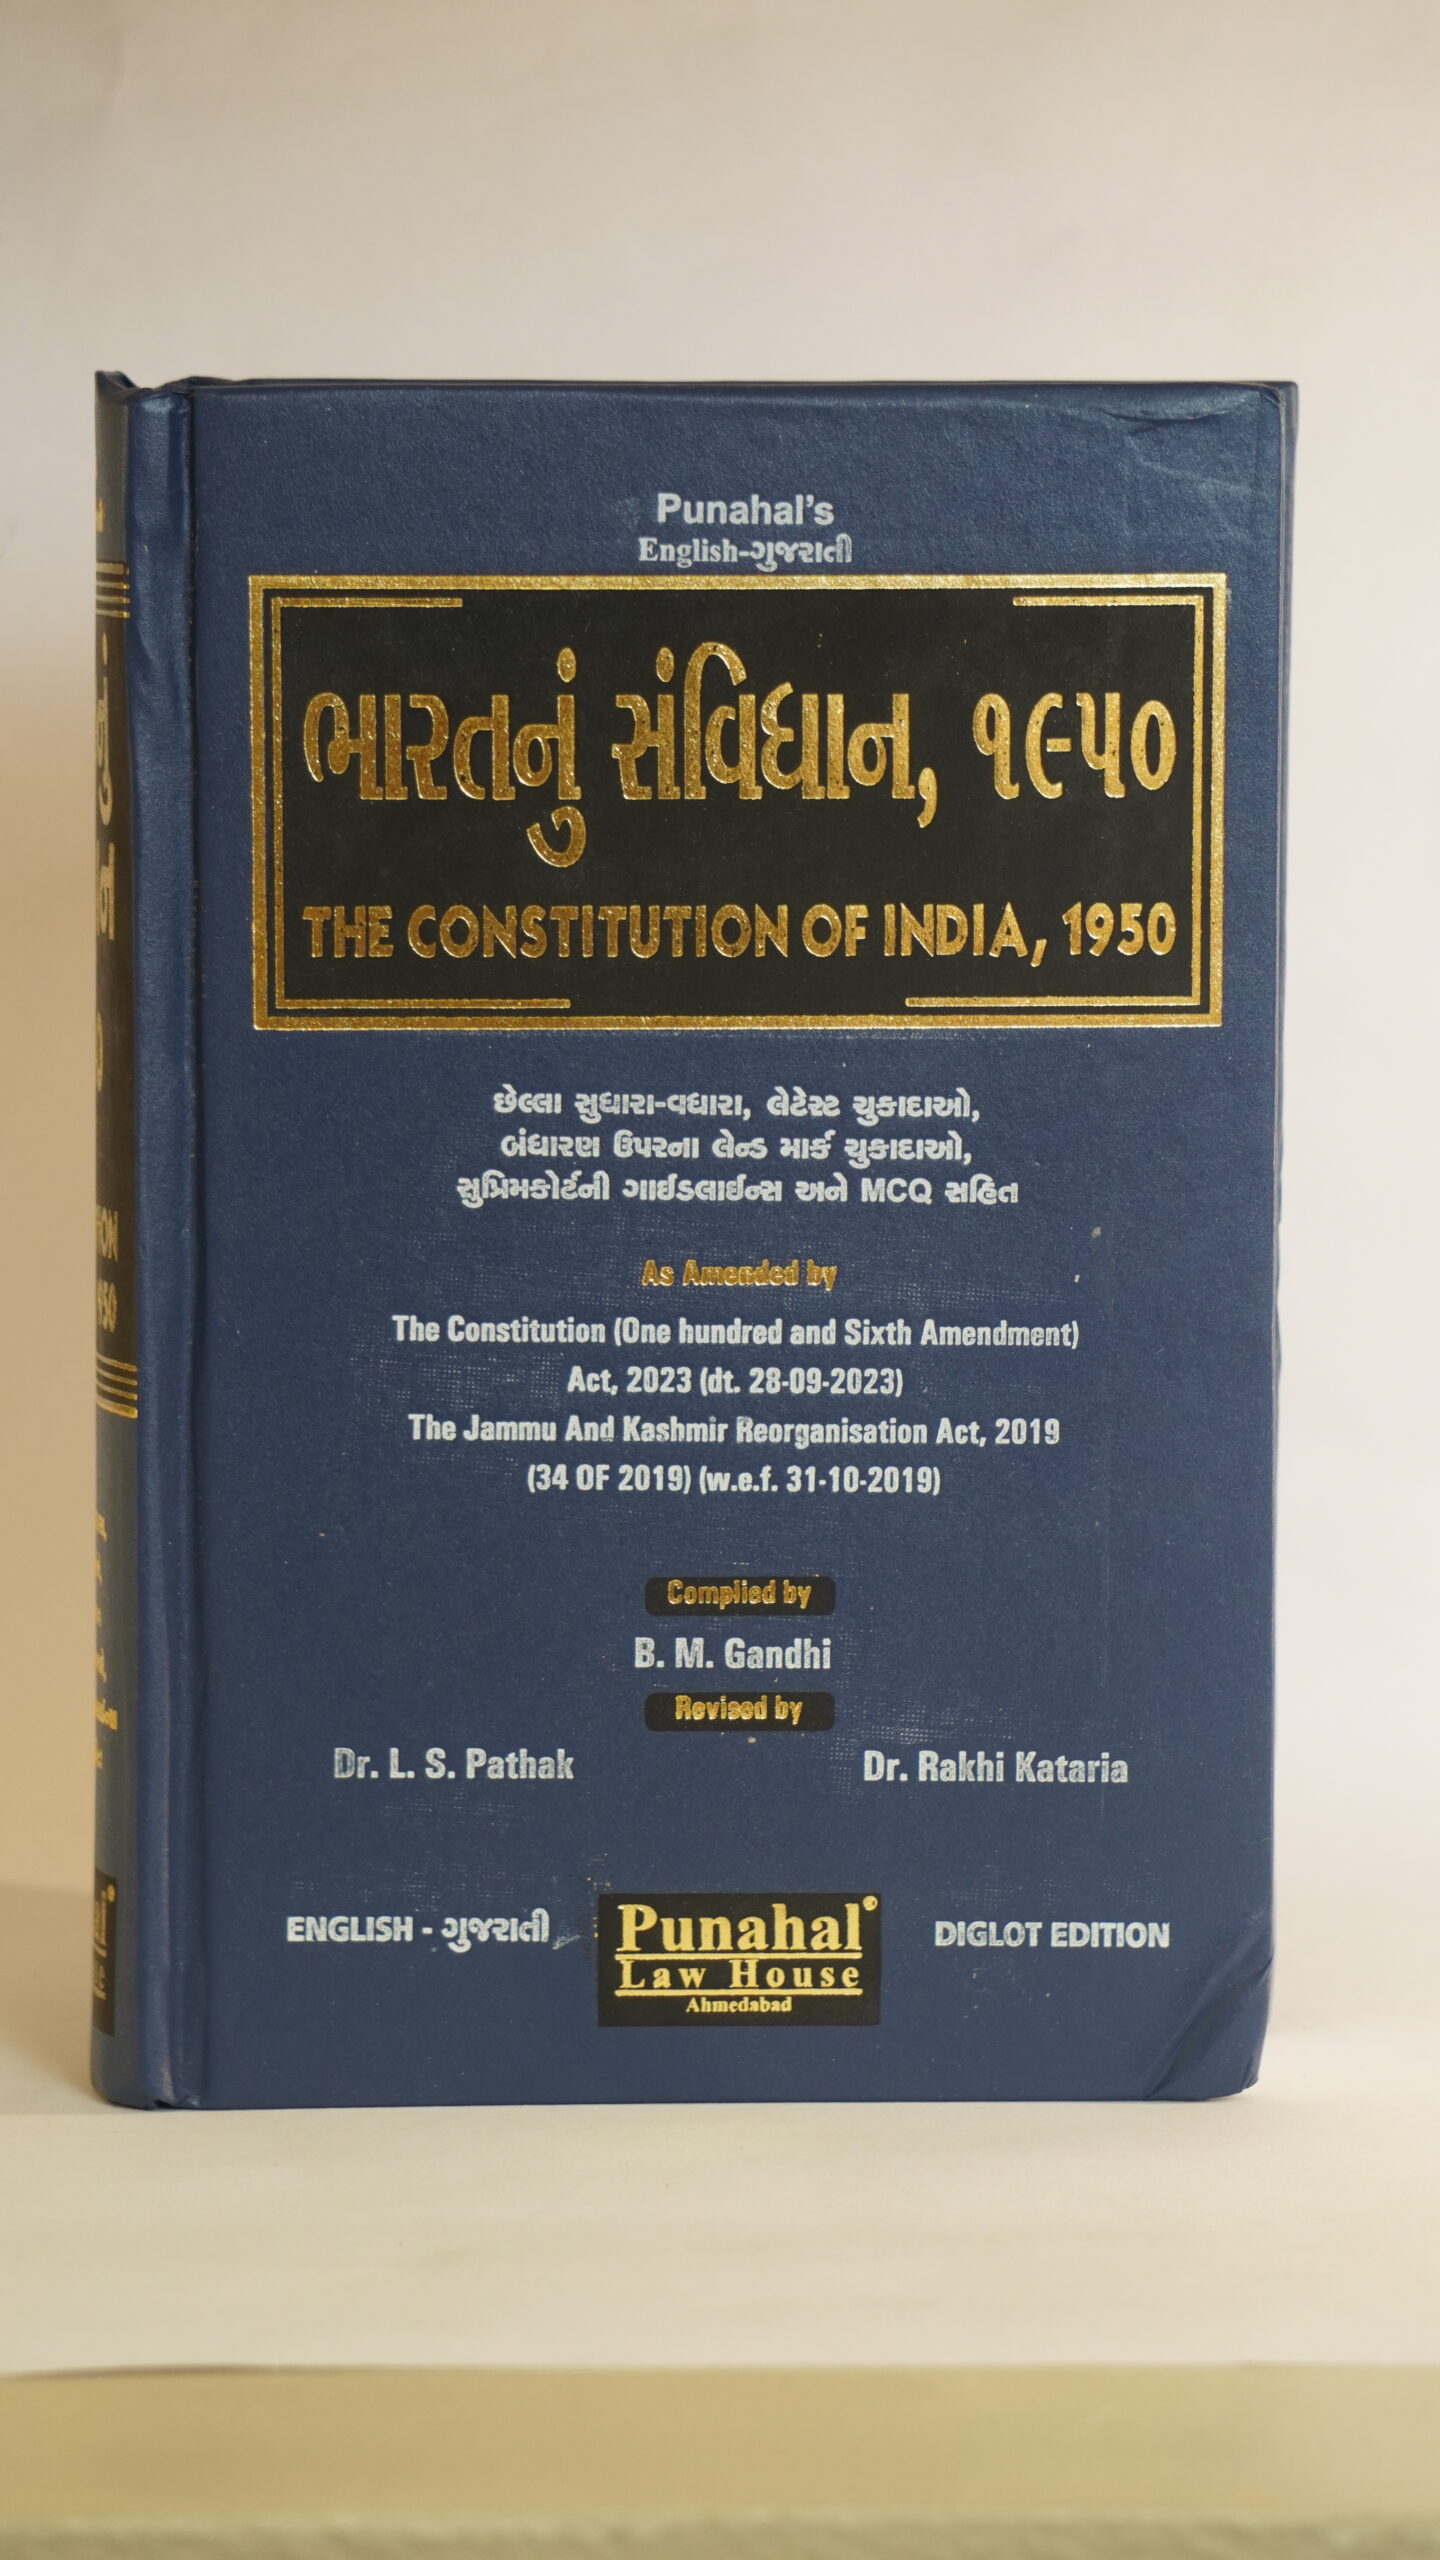 Punahal's
English-ગુજરાતી
ભારતનું સંવિધાન, ૧૯૫૦
THE CONSTITUTION OF INDIA, 1950
છેલ્લા સુધારા-વધારા, લેટેસ્ટ ચુકાદાઓ,
બંધારણ ઉપરના લેન્ડ માર્ક ચુકાદાઓ,
સુપ્રિમકોર્ટની ગાઈડલાઈન્સ અને MCQ સહિત
As Amended by
The Constitution (One hundred and Sixth Amendment)
Act, 2023 (dt. 28-09-2023)
The Jammu And Kashmir Reorganisation Act, 2019
(34 OF 2019) (w.e.f. 31-10-2019)
Complied by
B. M. Gandhi
Revised by
Dr. L. S. Pathak Dr. Rakhi Kataria
ENGLISH - ગુજરાતી
Punahal®
Law House
Ahmedabad
DIGLOT EDITION